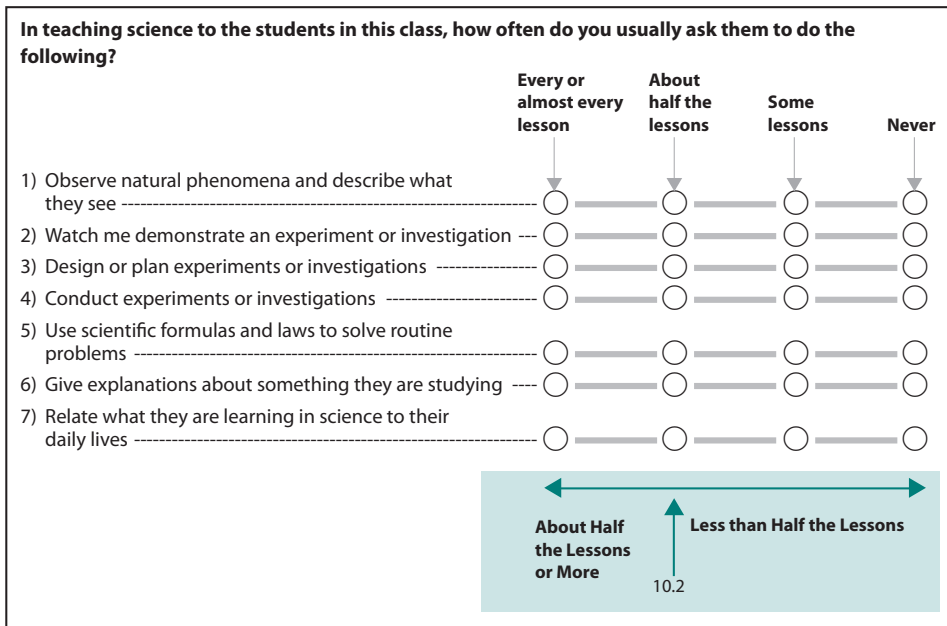 In teaching science to the students in this class, how often do you usually ask them to do the
following?
Every or
almost every
lesson
About
half the
lessons
Some
lessons
Never
1) Observe natural phenomena and describe what
they see
2) Watch me demonstrate an experiment or investigation
3) Design or plan experiments or investigations
4) Conduct experiments or investigations
5) Use scientific formulas and laws to solve routine
problems
6) Give explanations about something they are studying
7) Relate what they are learning in science to their
daily lives
About Half
the Lessons
or More
Less than Half the Lessons
10.2